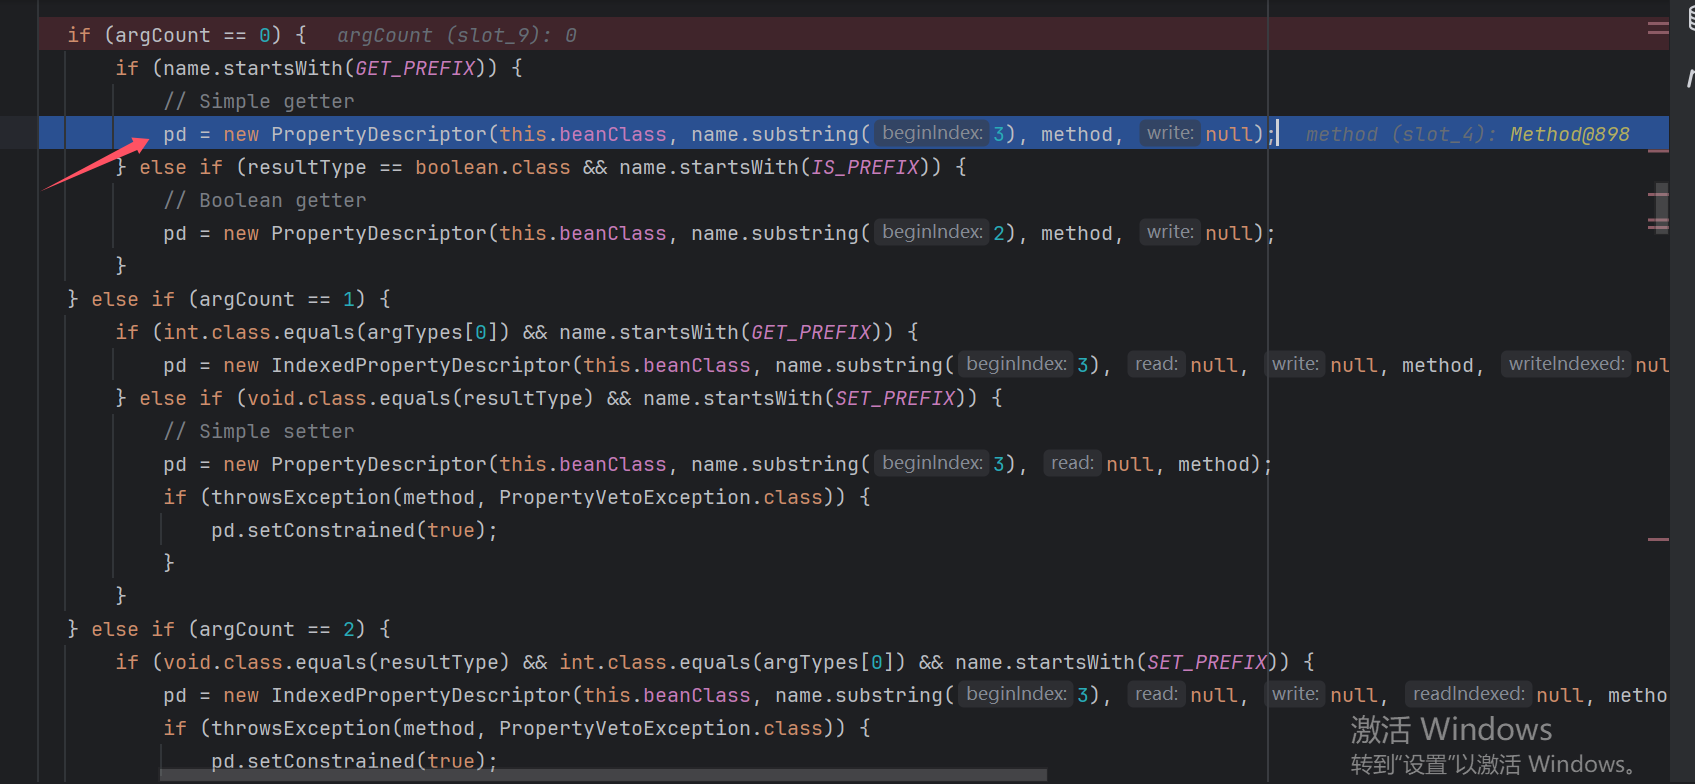 if (argCount == 0) {  argCount (slot_9): 0
if (name.startsWith(GET_PREFIX)) {
// Simple getter
pd = new PropertyDescriptor(this.beanClass, name.substring( beginIndex: 3), method,  write: null);  method (slot_4): Method@898
} else if (resultType == boolean.class && name.startsWith(IS_PREFIX)) {
// Boolean getter
pd = new PropertyDescriptor(this.beanClass, name.substring( beginIndex: 2), method,  write: null);
}
} else if (argCount == 1) {
if (int.class.equals(argTypes[0]) && name.startsWith(GET_PREFIX)) {
pd = new IndexedPropertyDescriptor(this.beanClass, name.substring( beginIndex: 3),  read: null,  write: null, method,  writeIndexed: nul
} else if (void.class.equals(resultType) && name.startsWith(SET_PREFIX)) {
// Simple setter
pd = new PropertyDescriptor(this.beanClass, name.substring( beginIndex: 3),  read: null, method);
if (throwsException(method, PropertyVetoException.class)) {
pd.setConstrained(true);
}
}
} else if (argCount == 2) {
if (void.class.equals(resultType) && int.class.equals(argTypes[0]) && name.startsWith(SET_PREFIX)) {
pd = new IndexedPropertyDescriptor(this.beanClass, name.substring( beginIndex: 3),  read: null,  write: null,  readIndexed: null, metho
if (throwsException(method, PropertyVetoException.class)) {
pd.setConstrained(true);
激活 Windows
转到“设置”以激活 Windows。